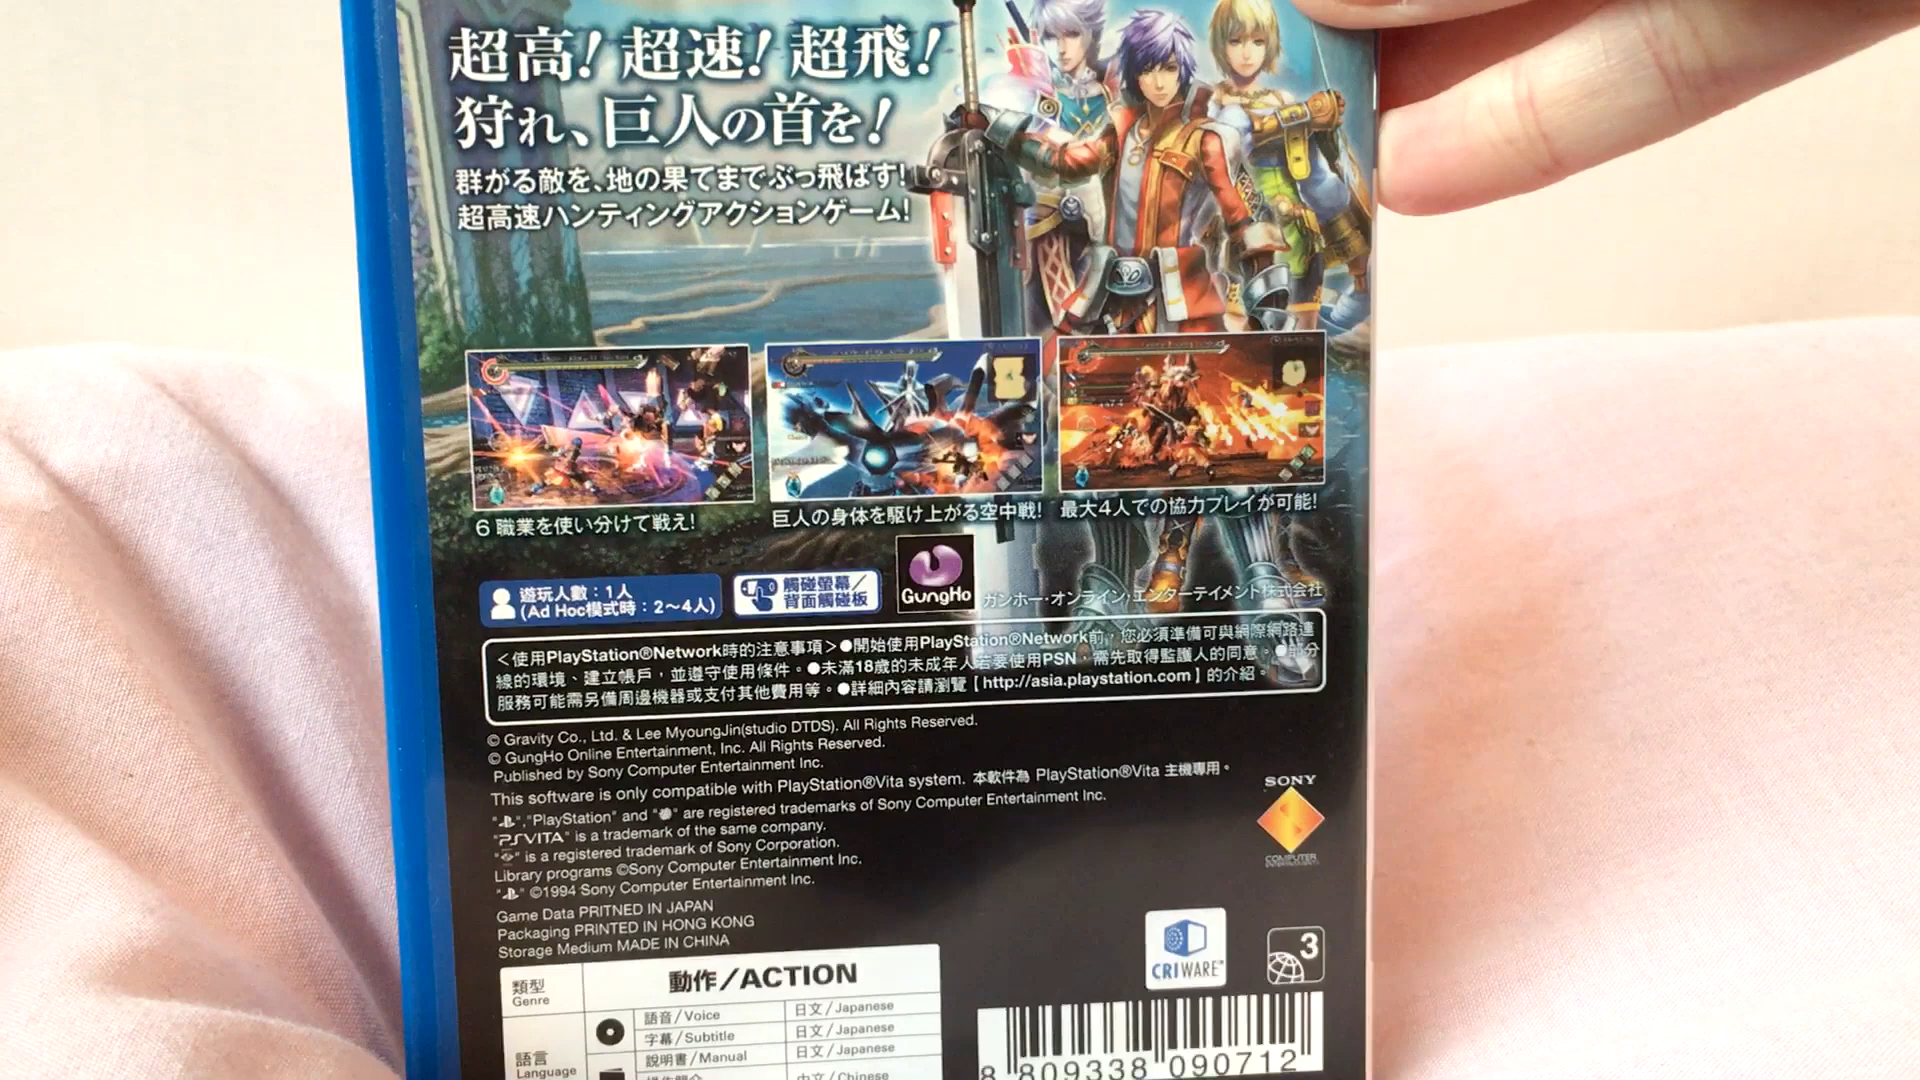 超高!超速!超飛!
狩れ、巨人の首を!
群がる敵を、地の果てまでぶっ飛ばす!
超高速ハンティングアクションゲーム!
6職業を使い分けて戦え!
巨人の身体を駆け上がる空中戦!
最大4人での協力プレイが可能!
遊玩人數:1人
(Ad Hoc模式時:2~4人)
觸碰螢幕/
背面觸碰板
GungHo
ガンホー・オンライン・エンターテイメント株式会社
<使用PlayStation®Network時的注意事項>●開始使用PlayStation®Network前,您必須準備可與網際網路連
線的環境、建立帳戶,並遵守使用條件。●未滿18歲的未成年人若要使用PSN,需先取得監護人的同意。●部分
服務可能需另備周邊機器或支付其他費用等。●詳細內容請瀏覽【http://asia.playstation.com】的介紹。
© Gravity Co., Ltd. & Lee MyoungJin(studio DTDS). All Rights Reserved.
© GungHo Online Entertainment, Inc. All Rights Reserved.
Published by Sony Computer Entertainment Inc.
This software is only compatible with PlayStation®Vita system. 本軟件為 PlayStation®Vita 主機專用。
" ","PlayStation" and " " are registered trademarks of Sony Computer Entertainment Inc.
"PSVITA" is a trademark of the same company.
" " is a registered trademark of Sony Corporation.
Library programs ©Sony Computer Entertainment Inc.
" " ©1994 Sony Computer Entertainment Inc.
Game Data PRITNED IN JAPAN
Packaging PRINTED IN HONG KONG
Storage Medium MADE IN CHINA
SONY
COMPUTER
ENTERTAINMENT
CRIWARE™
3
類型
Genre
動作/ACTION
語言
Language
語音/Voice
日文/Japanese
字幕/Subtitle
日文/Japanese
說明書/Manual
日文/Japanese
中文/Chinese
8 809338 090712